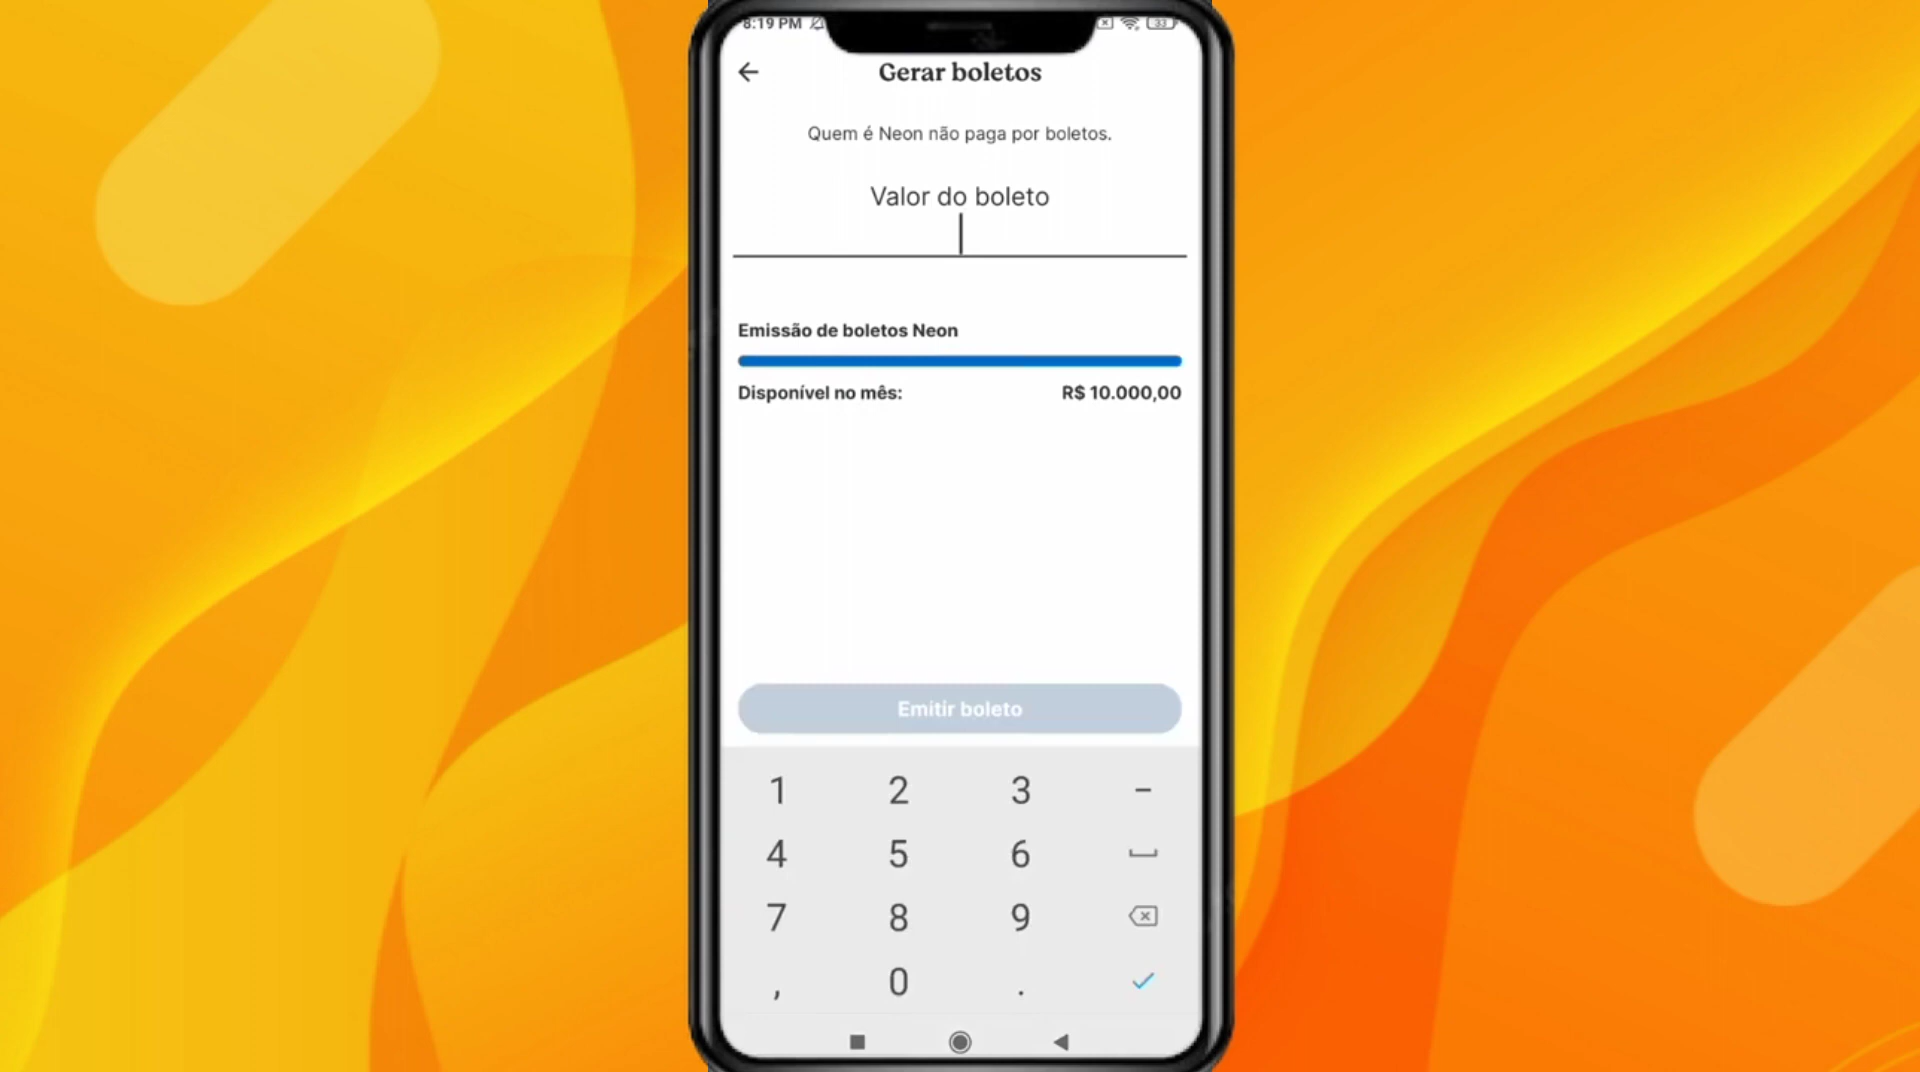 8:19 PM 33
Gerar boletos
Quem é Neon não paga por boletos.
Valor do boleto
Emissão de boletos Neon
Disponível no mês: R$ 10.000,00
Emitir boleto
1 2 3 -
4 5 6
7 8 9
, 0 .